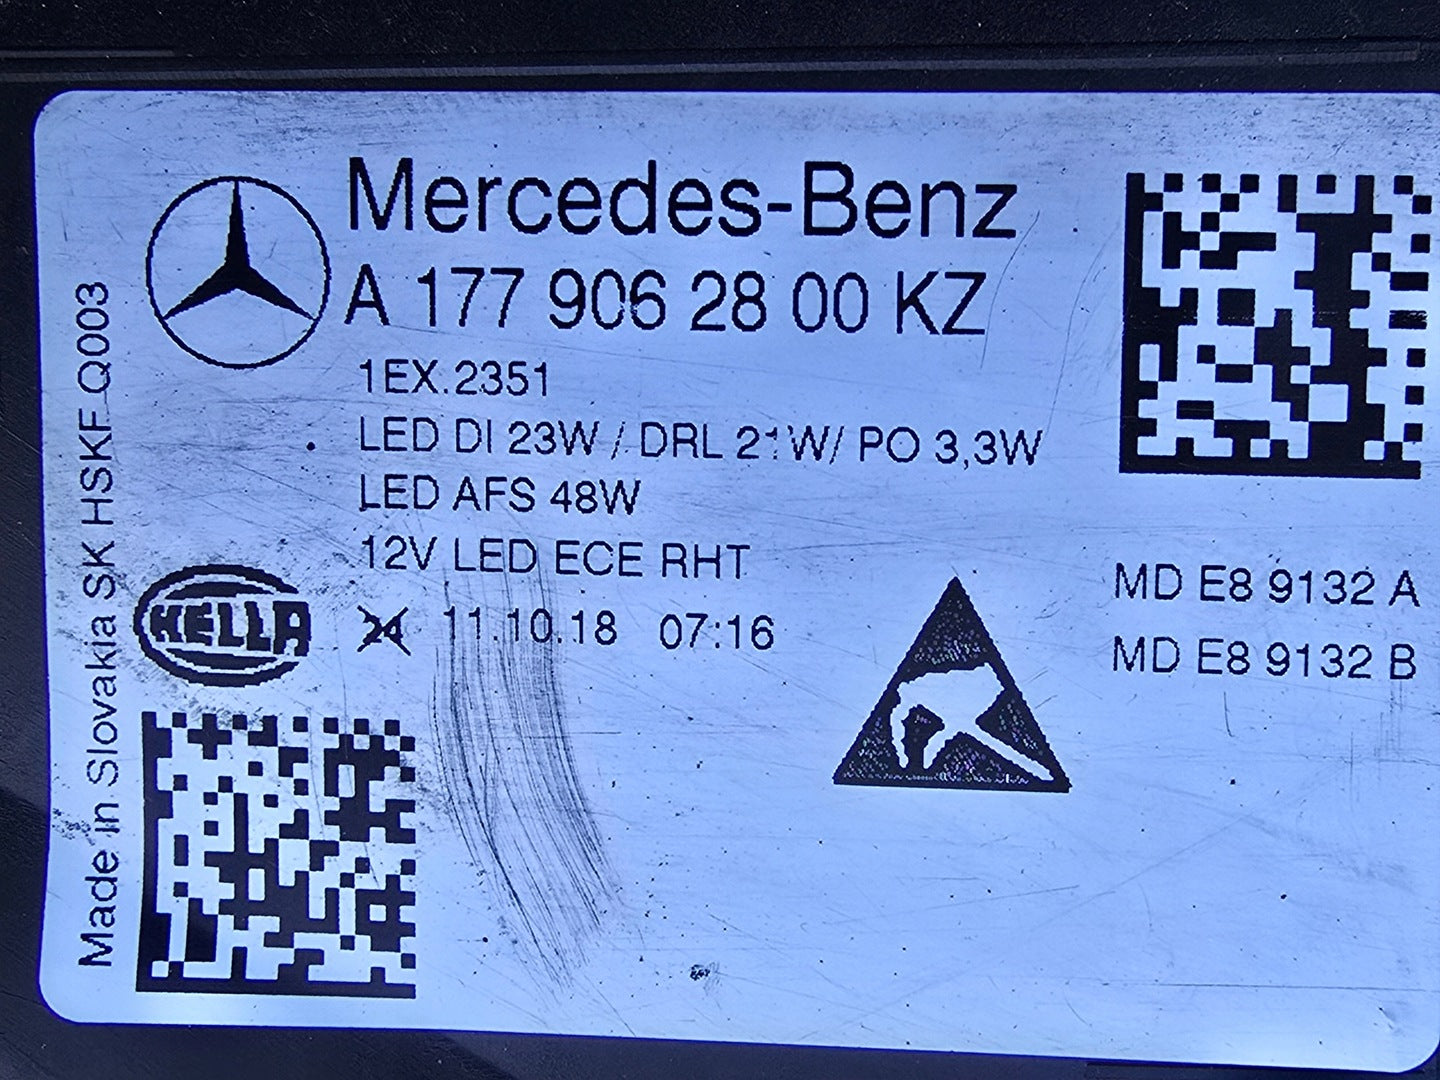 Mercedes-Benz
A 177 906 28 00 KZ
1EX.2351
LED DI 23W / DRL 21W/ PO 3,3W
LED AFS 48W
12V LED ECE RHT
24 11.10.18 07:16
HELLA
MD E8 9132 A
MD E8 9132 B
Made in Slovakia SK HSKF Q003